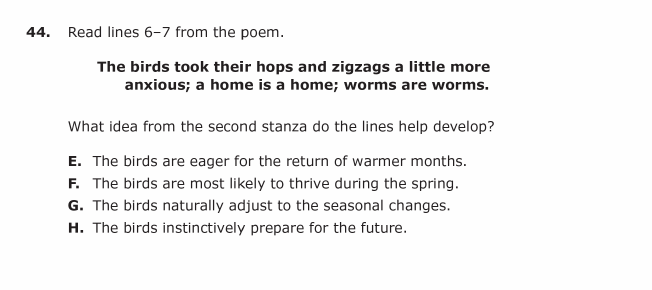 44. Read lines 6–7 from the poem.
The birds took their hops and zigzags a little more
anxious; a home is a home; worms are worms.
What idea from the second stanza do the lines help develop?
E. The birds are eager for the return of warmer months.
F. The birds are most likely to thrive during the spring.
G. The birds naturally adjust to the seasonal changes.
H. The birds instinctively prepare for the future.